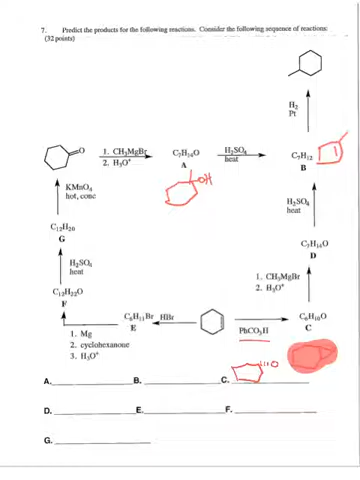 7. Predict the products for the following reactions. Consider the following sequence of reactions:
(32 points)
H₂
Pt
O
1. CH₃MgBr
2. H₃O⁺
C₇H₁₄O
A
H₂SO₄
heat
C₇H₁₂
B
OH
KMnO₄
hot, conc
H₂SO₄
heat
C₁₂H₂₀
G
C₇H₁₄O
D
H₂SO₄
heat
1. CH₃MgBr
2. H₃O⁺
C₁₂H₂₂O
F
C₆H₁₁Br
E
HBr
PhCO₃H
C₆H₁₀O
C
1. Mg
2. cyclohexanone
3. H₃O⁺
O
A. B. C.
D. E. F.
G.